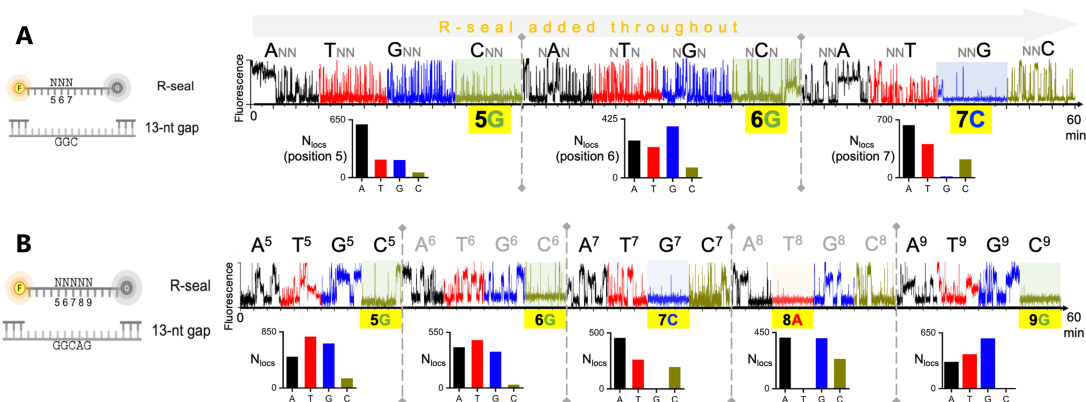 R-seal added throughout
A
ANN TNN GNN CNN NAN NTN NGN NCN NNA NNT NNG NNC
F NNN Q R-seal
567
13-nt gap
GGC
Fluorescence
0 5G 6G 7C 60
min
650 425 700
Nlocs (position 5) Nlocs (position 6) Nlocs (position 7)
0 0 0
A T G C A T G C A T G C
B
A5 T5 G5 C5 A6 T6 G6 C6 A7 T7 G7 C7 A8 T8 G8 C8 A9 T9 G9 C9
F NNNNN Q R-seal
56789
13-nt gap
GGCAG
Fluorescence
0 5G 6G 7C 8A 9G 60
min
850 550 500 450 650
Nlocs Nlocs Nlocs Nlocs Nlocs
0 0 0 0 0
A T G C A T G C A T G C A T G C A T G C